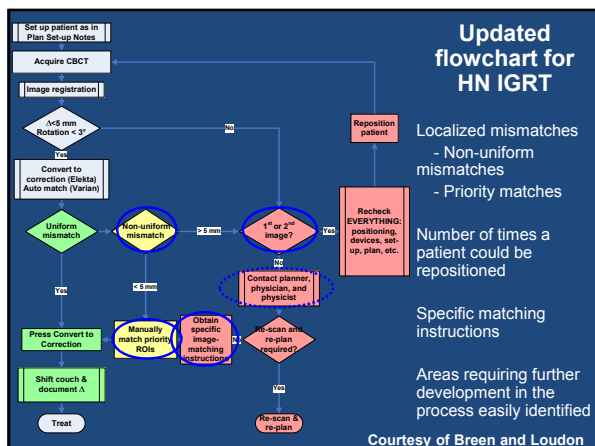 Set up patient as in
Plan Set-up Notes
Acquire CBCT
Image registration
Δ<5 mm
Rotation < 3°
No
Yes
Convert to
correction (Elekta)
Auto match (Varian)
Uniform
mismatch
Non-uniform
mismatch
> 5 mm
1st or 2nd
image?
Yes
Recheck
EVERYTHING:
positioning,
devices, set-
up, plan, etc.
Reposition
patient
No
Contact planner,
physician, and
physicist
Yes
< 5 mm
Press Convert to
Correction
Manually
match priority
ROIs
Obtain
specific
image-
matching
instructions
No
Re-scan and
re-plan
required?
Shift couch &
document Δ
Yes
Treat
Re-scan &
re-plan
Updated
flowchart for
HN IGRT
Localized mismatches
- Non-uniform
mismatches
- Priority matches
Number of times a
patient could be
repositioned
Specific matching
instructions
Areas requiring further
development in the
process easily identified
Courtesy of Breen and Loudon